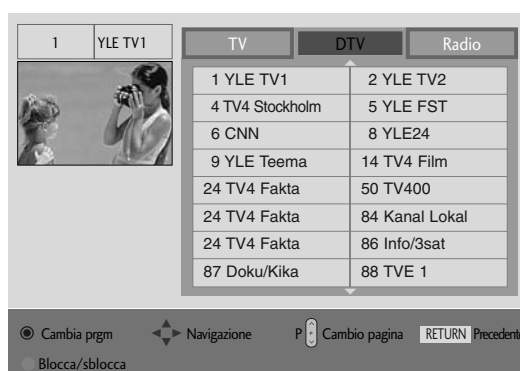 1 YLE TV1
TV DTV Radio
1 YLE TV1 2 YLE TV2
4 TV4 Stockholm 5 YLE FST
6 CNN 8 YLE24
9 YLE Teema 14 TV4 Film
24 TV4 Fakta 50 TV400
24 TV4 Fakta 84 Kanal Lokal
24 TV4 Fakta 86 Info/3sat
87 Doku/Kika 88 TVE 1
Cambia prgm Navigazione P Cambio pagina RETURN Precedente
Blocca/sblocca